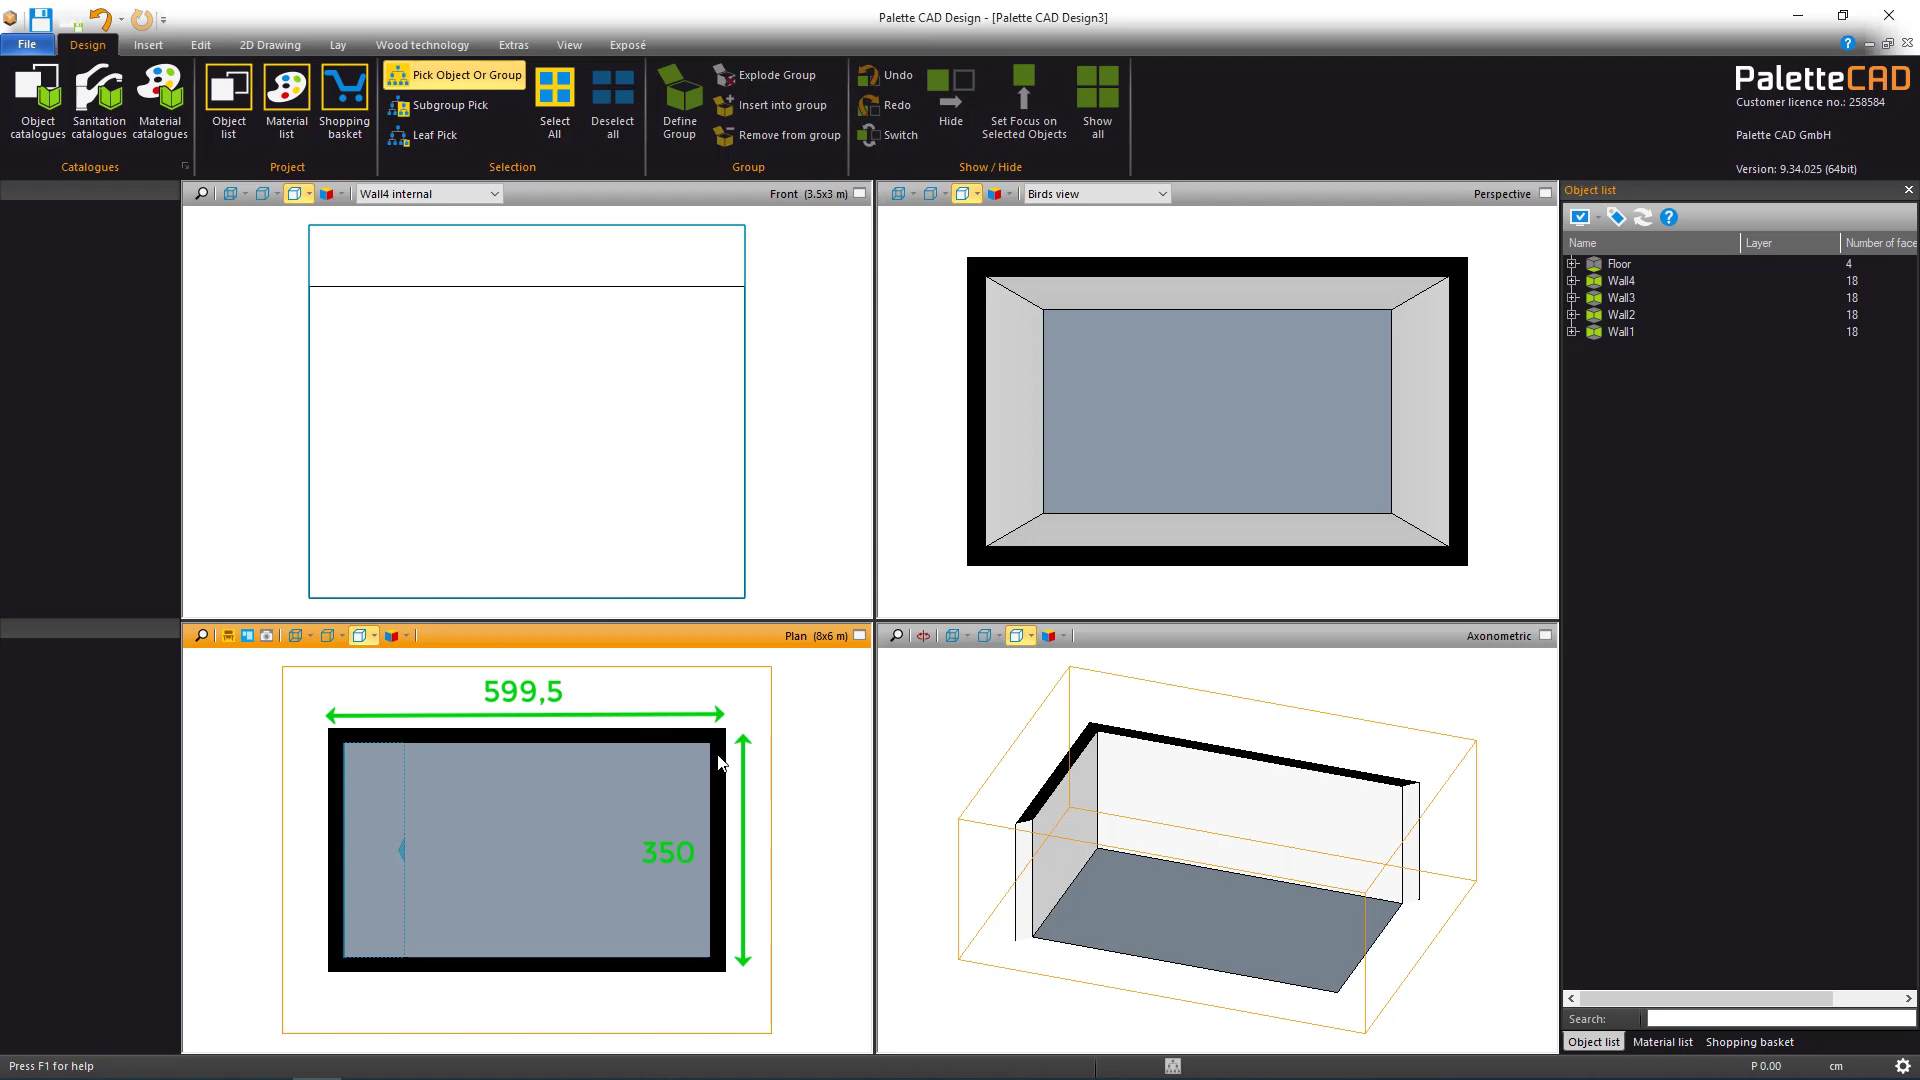 Palette CAD Design - [Palette CAD Design3]
File
Design
Insert
Edit
2D Drawing
Lay
Wood technology
Extras
View
Exposé
Object catalogues
Sanitation catalogues
Material catalogues
Catalogues
Object list
Material list
Shopping basket
Project
Pick Object Or Group
Subgroup Pick
Leaf Pick
Select All
Deselect all
Selection
Define Group
Explode Group
Insert into group
Remove from group
Group
Undo
Redo
Switch
Hide
Set Focus on Selected Objects
Show all
Show / Hide
PaletteCAD
Customer licence no.: 258584
Palette CAD GmbH
Version: 9.34.025 (64bit)
Wall4 internal
Front (3.5x3 m)
Birds view
Perspective
Object list
Name
Layer
Number of face
Floor 4
Wall4 18
Wall3 18
Wall2 18
Wall1 18
Plan (8x6 m)
599,5
350
Axonometric
Search:
Object list
Material list
Shopping basket
Press F1 for help
P 0.00
cm